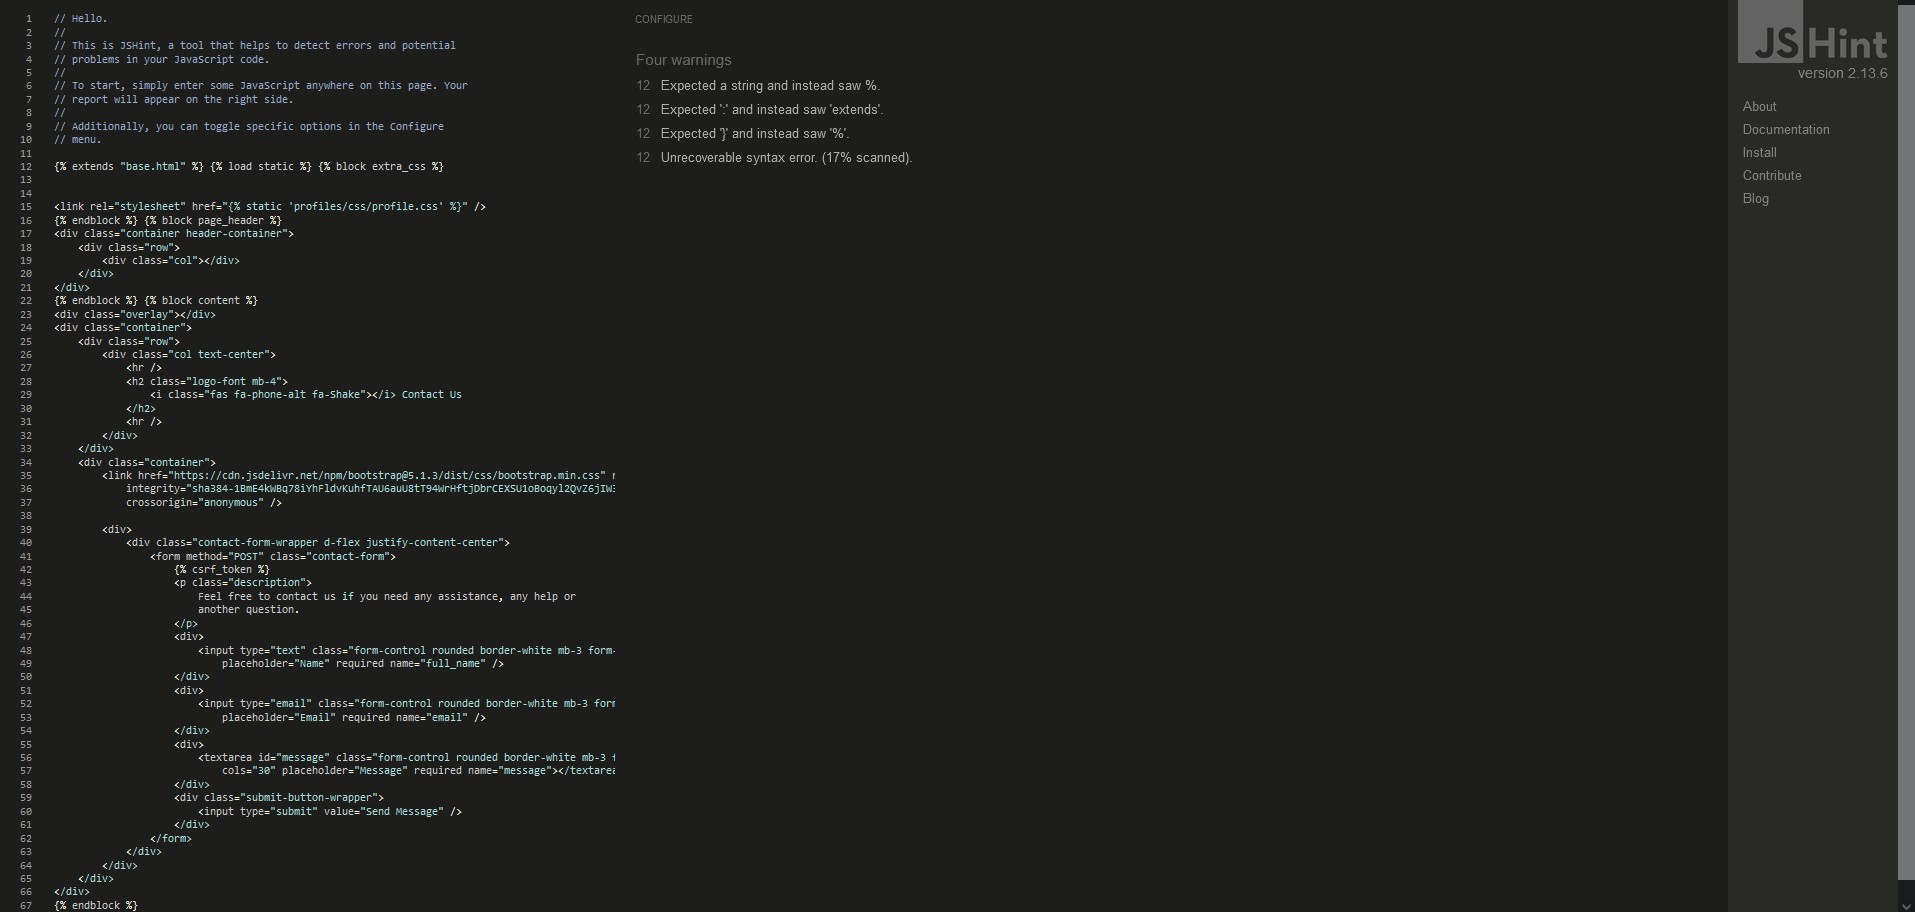 1 // Hello.
2 //
3 // This is JSHint, a tool that helps to detect errors and potential
4 // problems in your JavaScript code.
5 //
6 // To start, simply enter some JavaScript anywhere on this page. Your
7 // report will appear on the right side.
8 //
9 // Additionally, you can toggle specific options in the Configure
10 // menu.
11
12 {% extends "base.html" %} {% load static %} {% block extra_css %}
13
14
15 <link rel="stylesheet" href="{% static 'profiles/css/profile.css' %}" />
16 {% endblock %} {% block page_header %}
17 <div class="container header-container">
18     <div class="row">
19         <div class="col"></div>
20     </div>
21 </div>
22 {% endblock %} {% block content %}
23 <div class="overlay"></div>
24 <div class="container">
25     <div class="row">
26         <div class="col text-center">
27             <hr />
28             <h2 class="logo-font mb-4">
29                 <i class="fas fa-phone-alt fa-Shake"></i> Contact Us
30             </h2>
31             <hr />
32         </div>
33     </div>
34     <div class="container">
35         <link href="https://cdn.jsdelivr.net/npm/bootstrap@5.1.3/dist/css/bootstrap.min.css"
36             integrity="sha384-1BmE4kWBq78iYhFldvKuhfTAU6auU8tT94WrHftjDbrCEXSU1oBoqyl2QvZ6jIW3
37             crossorigin="anonymous" />
38
39         <div>
40             <div class="contact-form-wrapper d-flex justify-content-center">
41                 <form method="POST" class="contact-form">
42                     {% csrf_token %}
43                     <p class="description">
44                         Feel free to contact us if you need any assistance, any help or
45                         another question.
46                     </p>
47                     <div>
48                         <input type="text" class="form-control rounded border-white mb-3 form-
49                             placeholder="Name" required name="full_name" />
50                     </div>
51                     <div>
52                         <input type="email" class="form-control rounded border-white mb-3 form
53                             placeholder="Email" required name="email" />
54                     </div>
55                     <div>
56                         <textarea id="message" class="form-control rounded border-white mb-3
57                             cols="30" placeholder="Message" required name="message"></textarea
58                     </div>
59                     <div class="submit-button-wrapper">
60                         <input type="submit" value="Send Message" />
61                     </div>
62                 </form>
63             </div>
64         </div>
65     </div>
66 </div>
67 {% endblock %}
CONFIGURE
Four warnings
12 Expected a string and instead saw %.
12 Expected ':' and instead saw 'extends'.
12 Expected '}' and instead saw '%'.
12 Unrecoverable syntax error. (17% scanned).
JSHint
version 2.13.6
About
Documentation
Install
Contribute
Blog